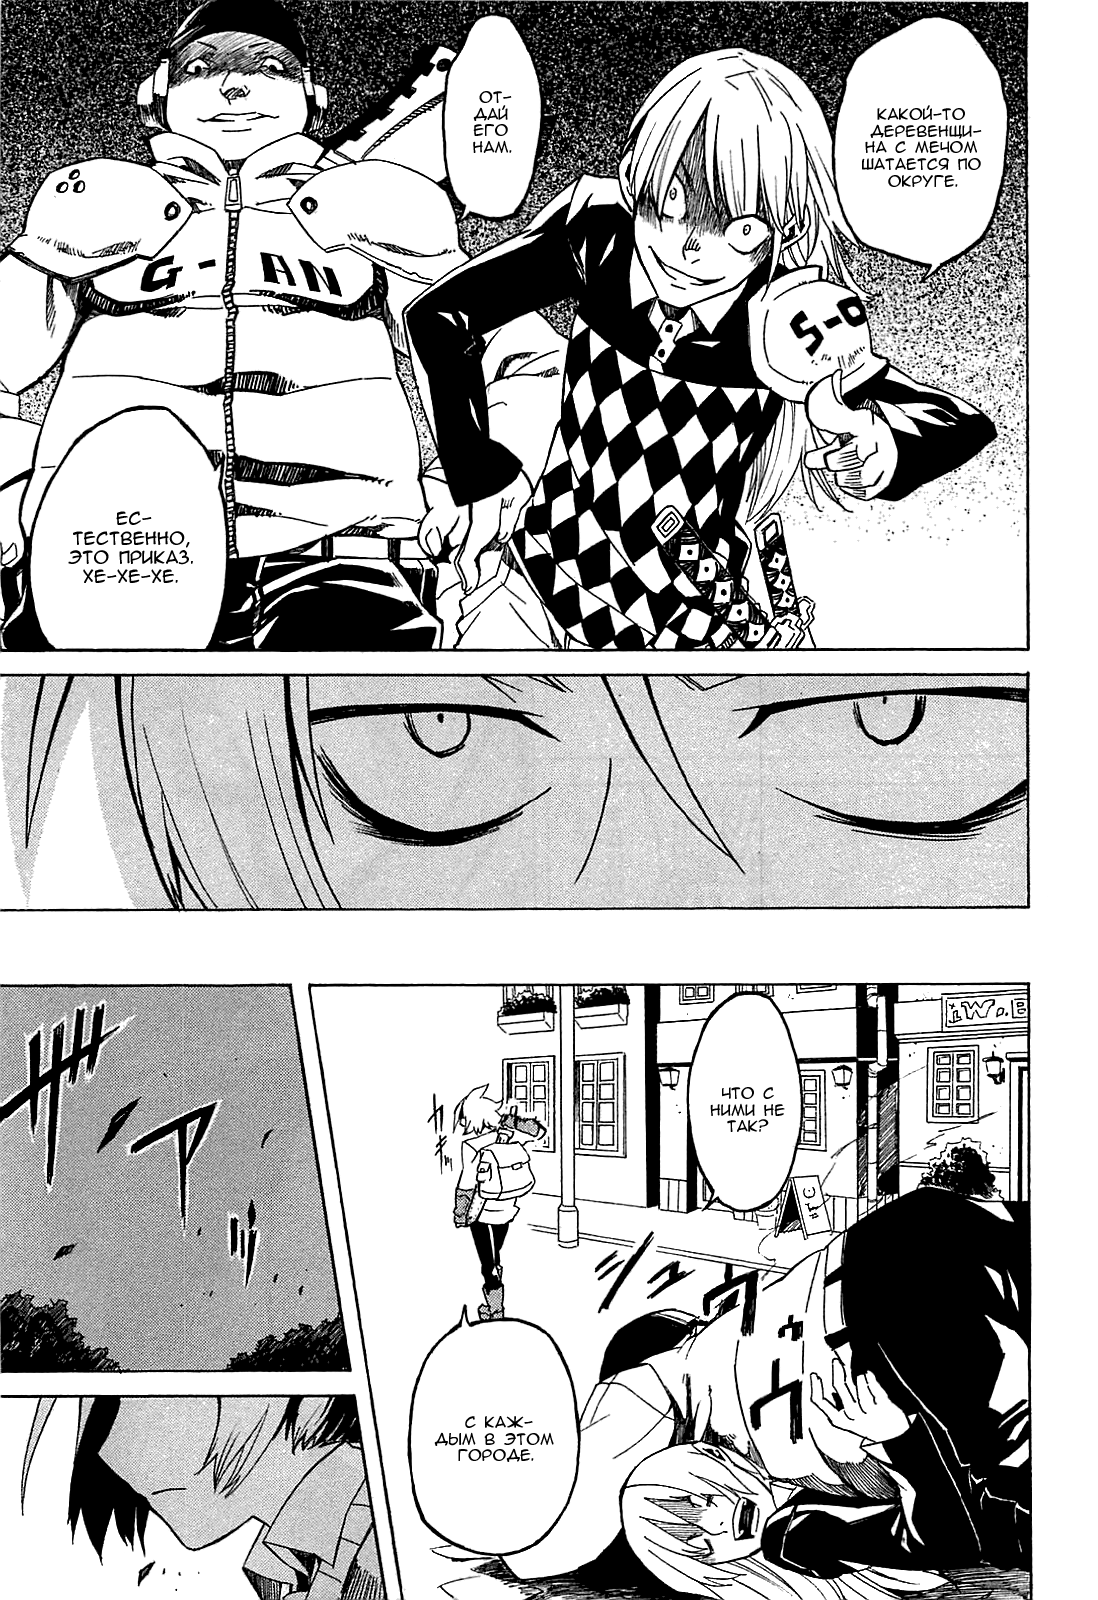 КАКОЙ-ТО
ДЕРЕВЕНЩИ-
НА С МЕЧОМ
ШАТАЕТСЯ ПО
ОКРУГЕ.
ОТ-
ДАЙ
ЕГО
НАМ.
S-O
G-AN
ЕС-
ТЕСТВЕННО,
ЭТО ПРИКАЗ.
ХЕ-ХЕ-ХЕ.
W.B
ЧТО С
НИМИ НЕ
ТАК?
С КАЖ-
ДЫМ В ЭТОМ
ГОРОДЕ.